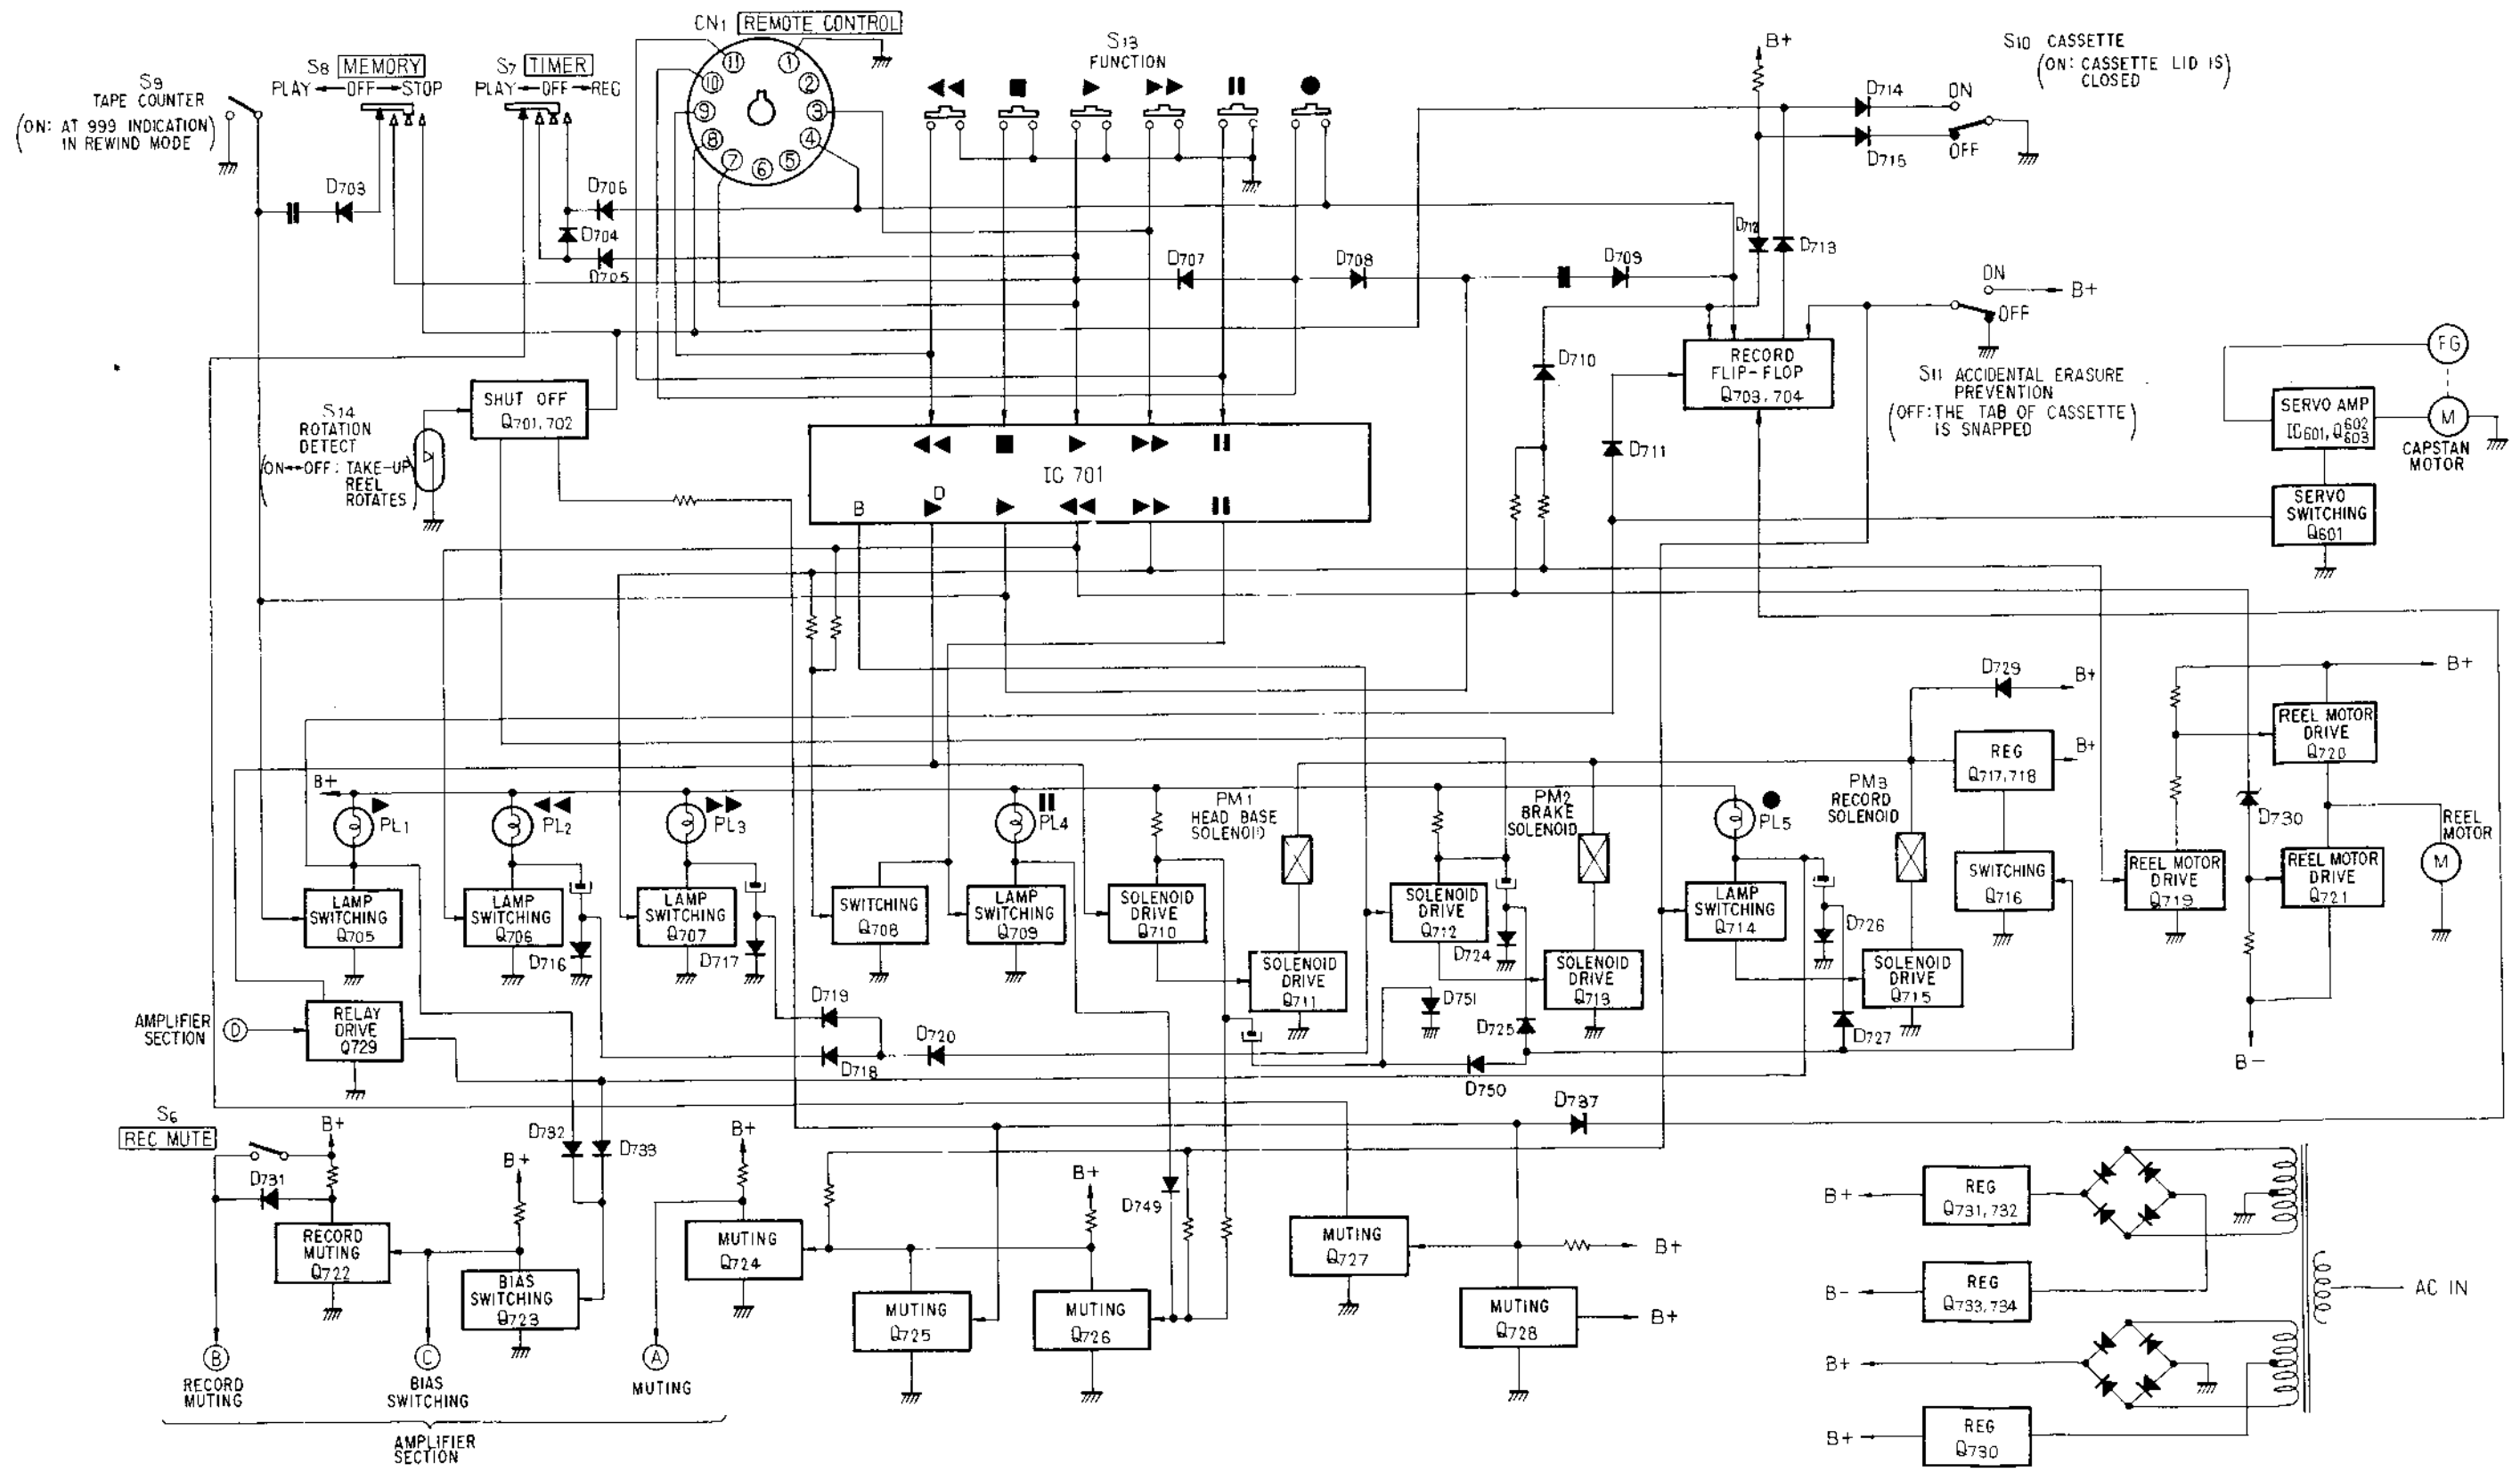 CN1 REMOTE CONTROL
S13
FUNCTION
S10 CASSETTE
(ON: CASSETTE LID IS
CLOSED)
S9
TAPE COUNTER
(ON: AT 999 INDICATION
IN REWIND MODE)
S8 MEMORY
PLAY OFF STOP
S7 TIMER
PLAY OFF REC
1
2
3
4
5
6
7
8
9
10
11
B+
D714
ON
D715
OFF
D703
D706
D704
D705
D707
D708
D709
D712
D713
ON
B+
OFF
RECORD
FLIP-FLOP
Q703, 704
D710
D711
S11 ACCIDENTAL ERASURE
PREVENTION
(OFF: THE TAB OF CASSETTE
IS SNAPPED)
FG
M
CAPSTAN
MOTOR
SERVO AMP
IC601, Q602
603
SERVO
SWITCHING
Q601
SHUT OFF
Q701, 702
S14
ROTATION
DETECT
(ON↔OFF: TAKE-UP
REEL
ROTATES)
◀◀ ■ ▶ ▶▶ ❚❚
IC 701
B D ▶ ▶ ◀◀ ▶▶ ❚❚
D729
B+
B+
REEL MOTOR
DRIVE
Q720
REG
Q717, 718
B+
B+
PL1
PL2
PL3
PL4
PM1
HEAD BASE
SOLENOID
PM2
BRAKE
SOLENOID
PL5
PM3
RECORD
SOLENOID
D730
REEL
MOTOR
M
LAMP
SWITCHING
Q705
LAMP
SWITCHING
Q706
D716
LAMP
SWITCHING
Q707
D717
SWITCHING
Q708
LAMP
SWITCHING
Q709
SOLENOID
DRIVE
Q710
SOLENOID
DRIVE
Q711
SOLENOID
DRIVE
Q712
D724
SOLENOID
DRIVE
Q713
LAMP
SWITCHING
Q714
D726
SOLENOID
DRIVE
Q715
SWITCHING
Q716
REEL MOTOR
DRIVE
Q719
REEL MOTOR
DRIVE
Q721
AMPLIFIER
SECTION
D
RELAY
DRIVE
Q729
D719
D718
D720
D751
D725
D750
D727
B-
S6
REC MUTE
B+
D731
RECORD
MUTING
Q722
D732
D733
B+
BIAS
SWITCHING
Q723
B+
MUTING
Q724
MUTING
Q725
B+
MUTING
Q726
D749
MUTING
Q727
D737
B+
MUTING
Q728
B+
B+
REG
Q731, 732
B-
REG
Q733, 734
AC IN
B+
B+
REG
Q730
B
RECORD
MUTING
C
BIAS
SWITCHING
A
MUTING
AMPLIFIER
SECTION